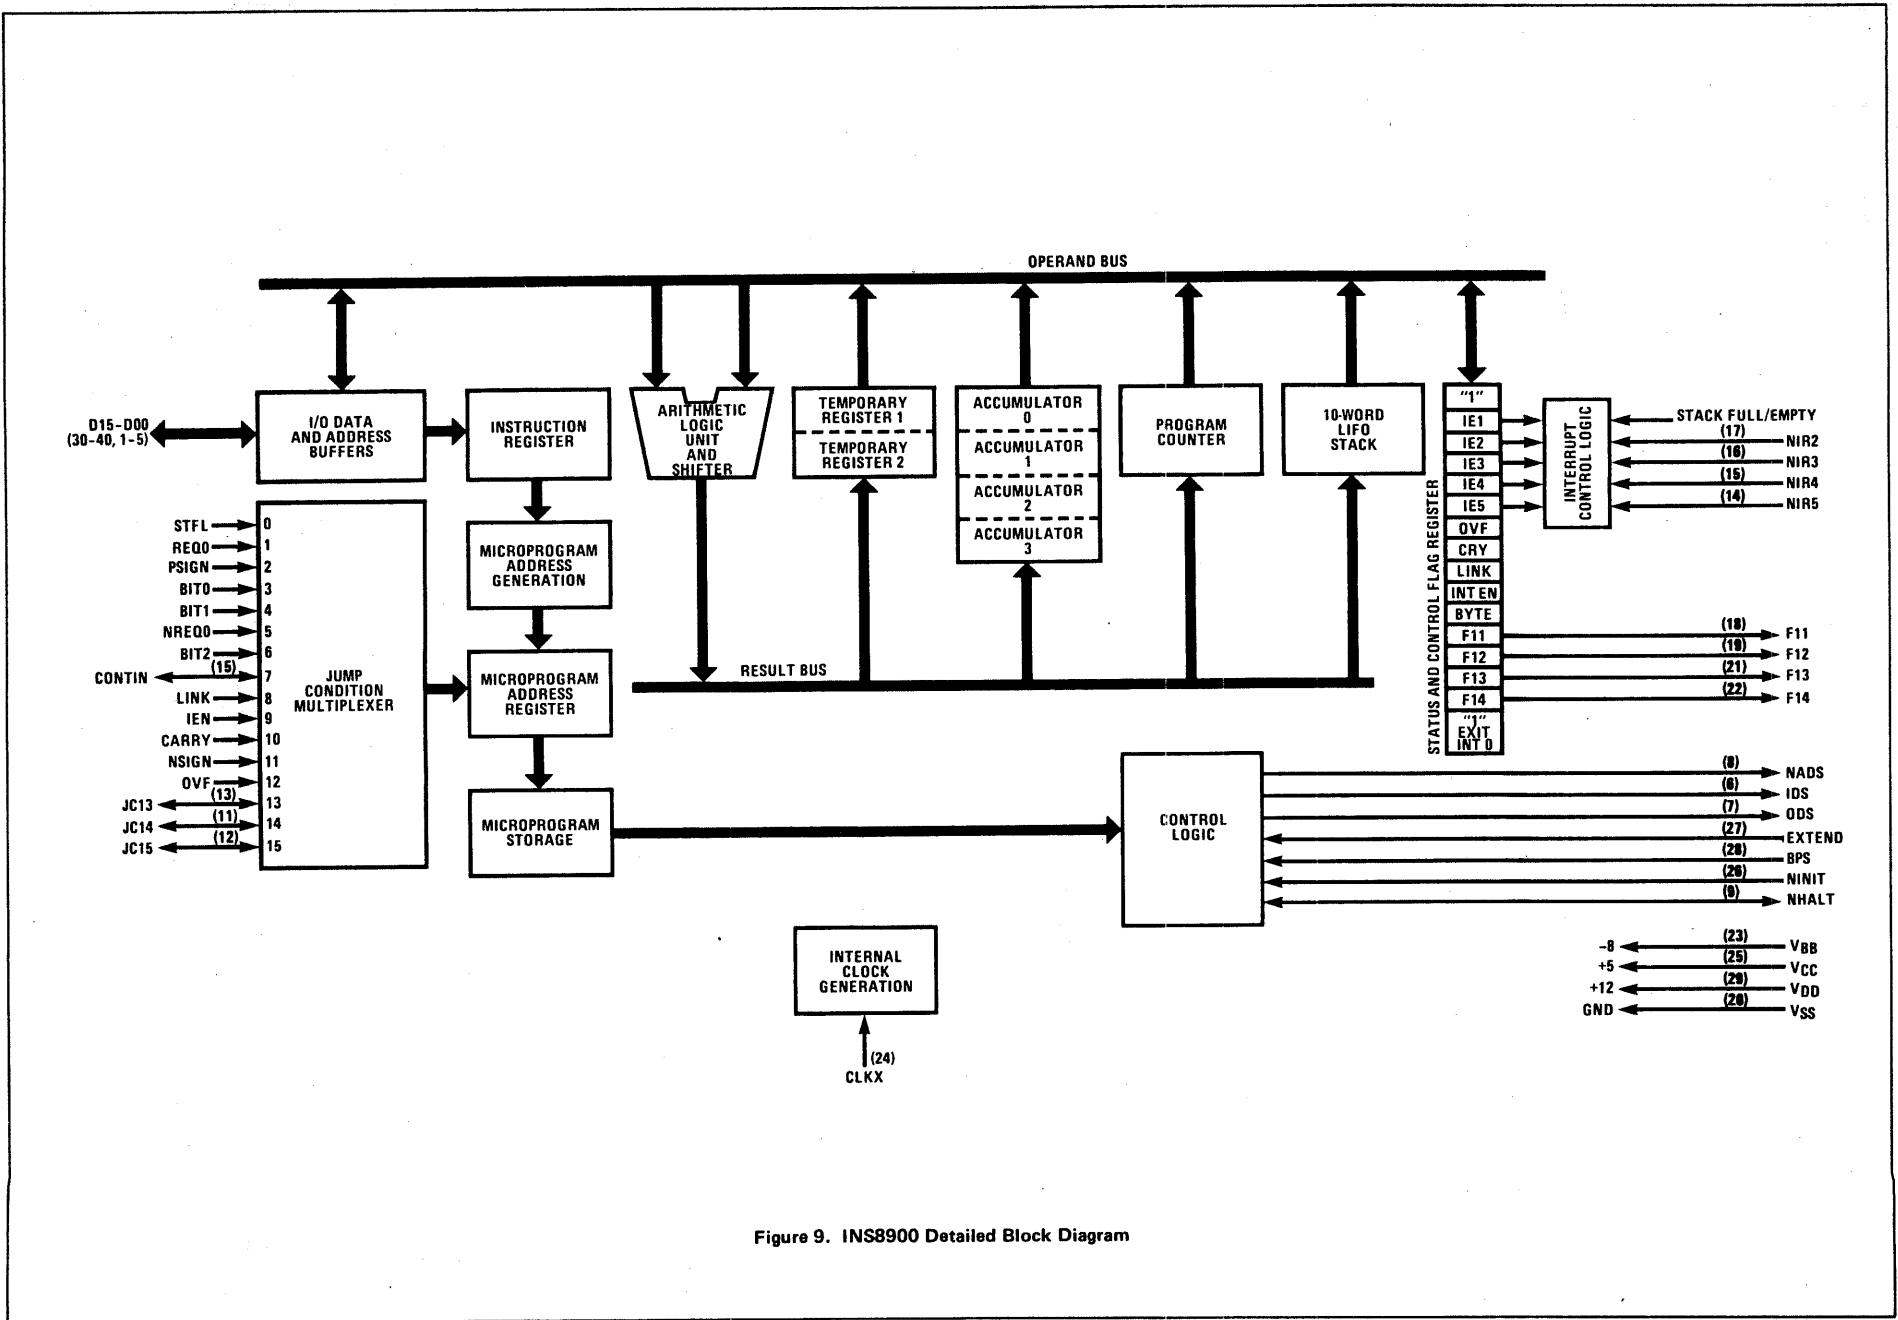 OPERAND BUS
D15-D00
(30-40, 1-5)
I/O DATA
AND ADDRESS
BUFFERS
INSTRUCTION
REGISTER
ARITHMETIC
LOGIC
UNIT
AND
SHIFTER
TEMPORARY
REGISTER 1
TEMPORARY
REGISTER 2
ACCUMULATOR
0
ACCUMULATOR
1
ACCUMULATOR
2
ACCUMULATOR
3
PROGRAM
COUNTER
10-WORD
LIFO
STACK
STATUS AND CONTROL FLAG REGISTER
"1"
IE1
IE2
IE3
IE4
IE5
OVF
CRY
LINK
INT EN
BYTE
F11
F12
F13
F14
"1"
EXIT
INT 0
INTERRUPT
CONTROL LOGIC
STACK FULL/EMPTY
(17) NIR2
(16) NIR3
(15) NIR4
(14) NIR5
(18) F11
(19) F12
(21) F13
(22) F14
STFL 0
REQ0 1
PSIGN 2
BIT0 3
BIT1 4
NREQ0 5
BIT2 6
CONTIN (15) 7
LINK 8
IEN 9
CARRY 10
NSIGN 11
OVF 12
JC13 (13) 13
JC14 (11) 14
JC15 (12) 15
JUMP
CONDITION
MULTIPLEXER
MICROPROGRAM
ADDRESS
GENERATION
MICROPROGRAM
ADDRESS
REGISTER
MICROPROGRAM
STORAGE
RESULT BUS
CONTROL
LOGIC
(8) NADS
(6) IDS
(7) ODS
(27) EXTEND
(28) BPS
(26) NINIT
(9) NHALT
-8 (23) VBB
+5 (25) VCC
+12 (29) VDD
GND (20) VSS
INTERNAL
CLOCK
GENERATION
(24)
CLKX
Figure 9. INS8900 Detailed Block Diagram